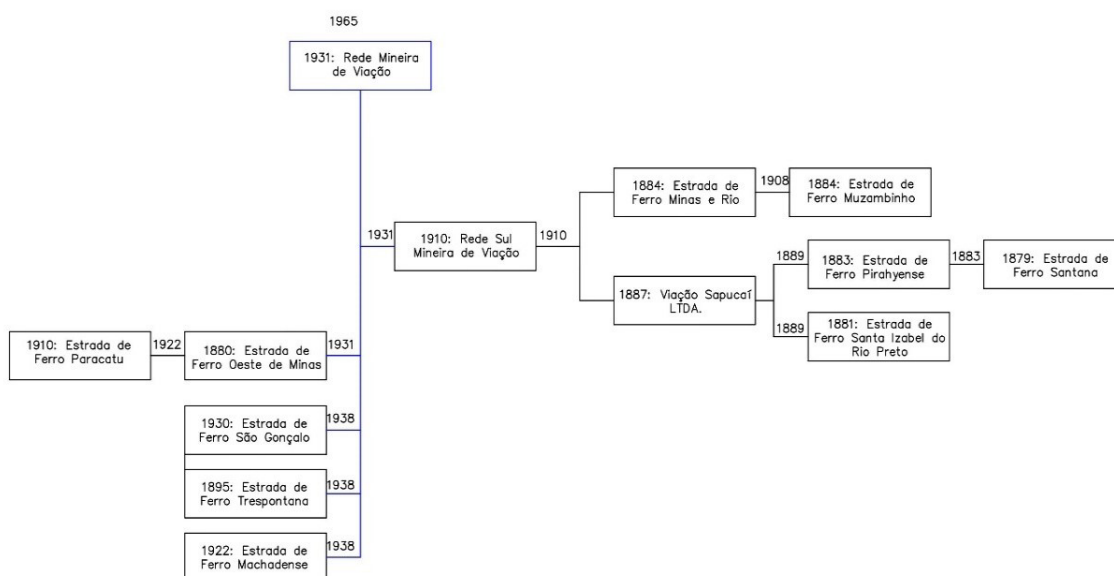 1965
1931: Rede Mineira
de Viação
1884: Estrada de
Ferro Minas e Rio
1908
1884: Estrada de
Ferro Muzambinho
1931
1910: Rede Sul
Mineira de Viação
1910
1889
1883: Estrada de
Ferro Pirahyense
1883
1879: Estrada de
Ferro Santana
1887: Viação Sapucaí
LTDA.
1889
1881: Estrada de
Ferro Santa Izabel do
Rio Preto
1910: Estrada de
Ferro Paracatu
1922
1880: Estrada de
Ferro Oeste de Minas
1931
1930: Estrada de
Ferro São Gonçalo
1938
1895: Estrada de
Ferro Trespontana
1938
1922: Estrada de
Ferro Machadense
1938